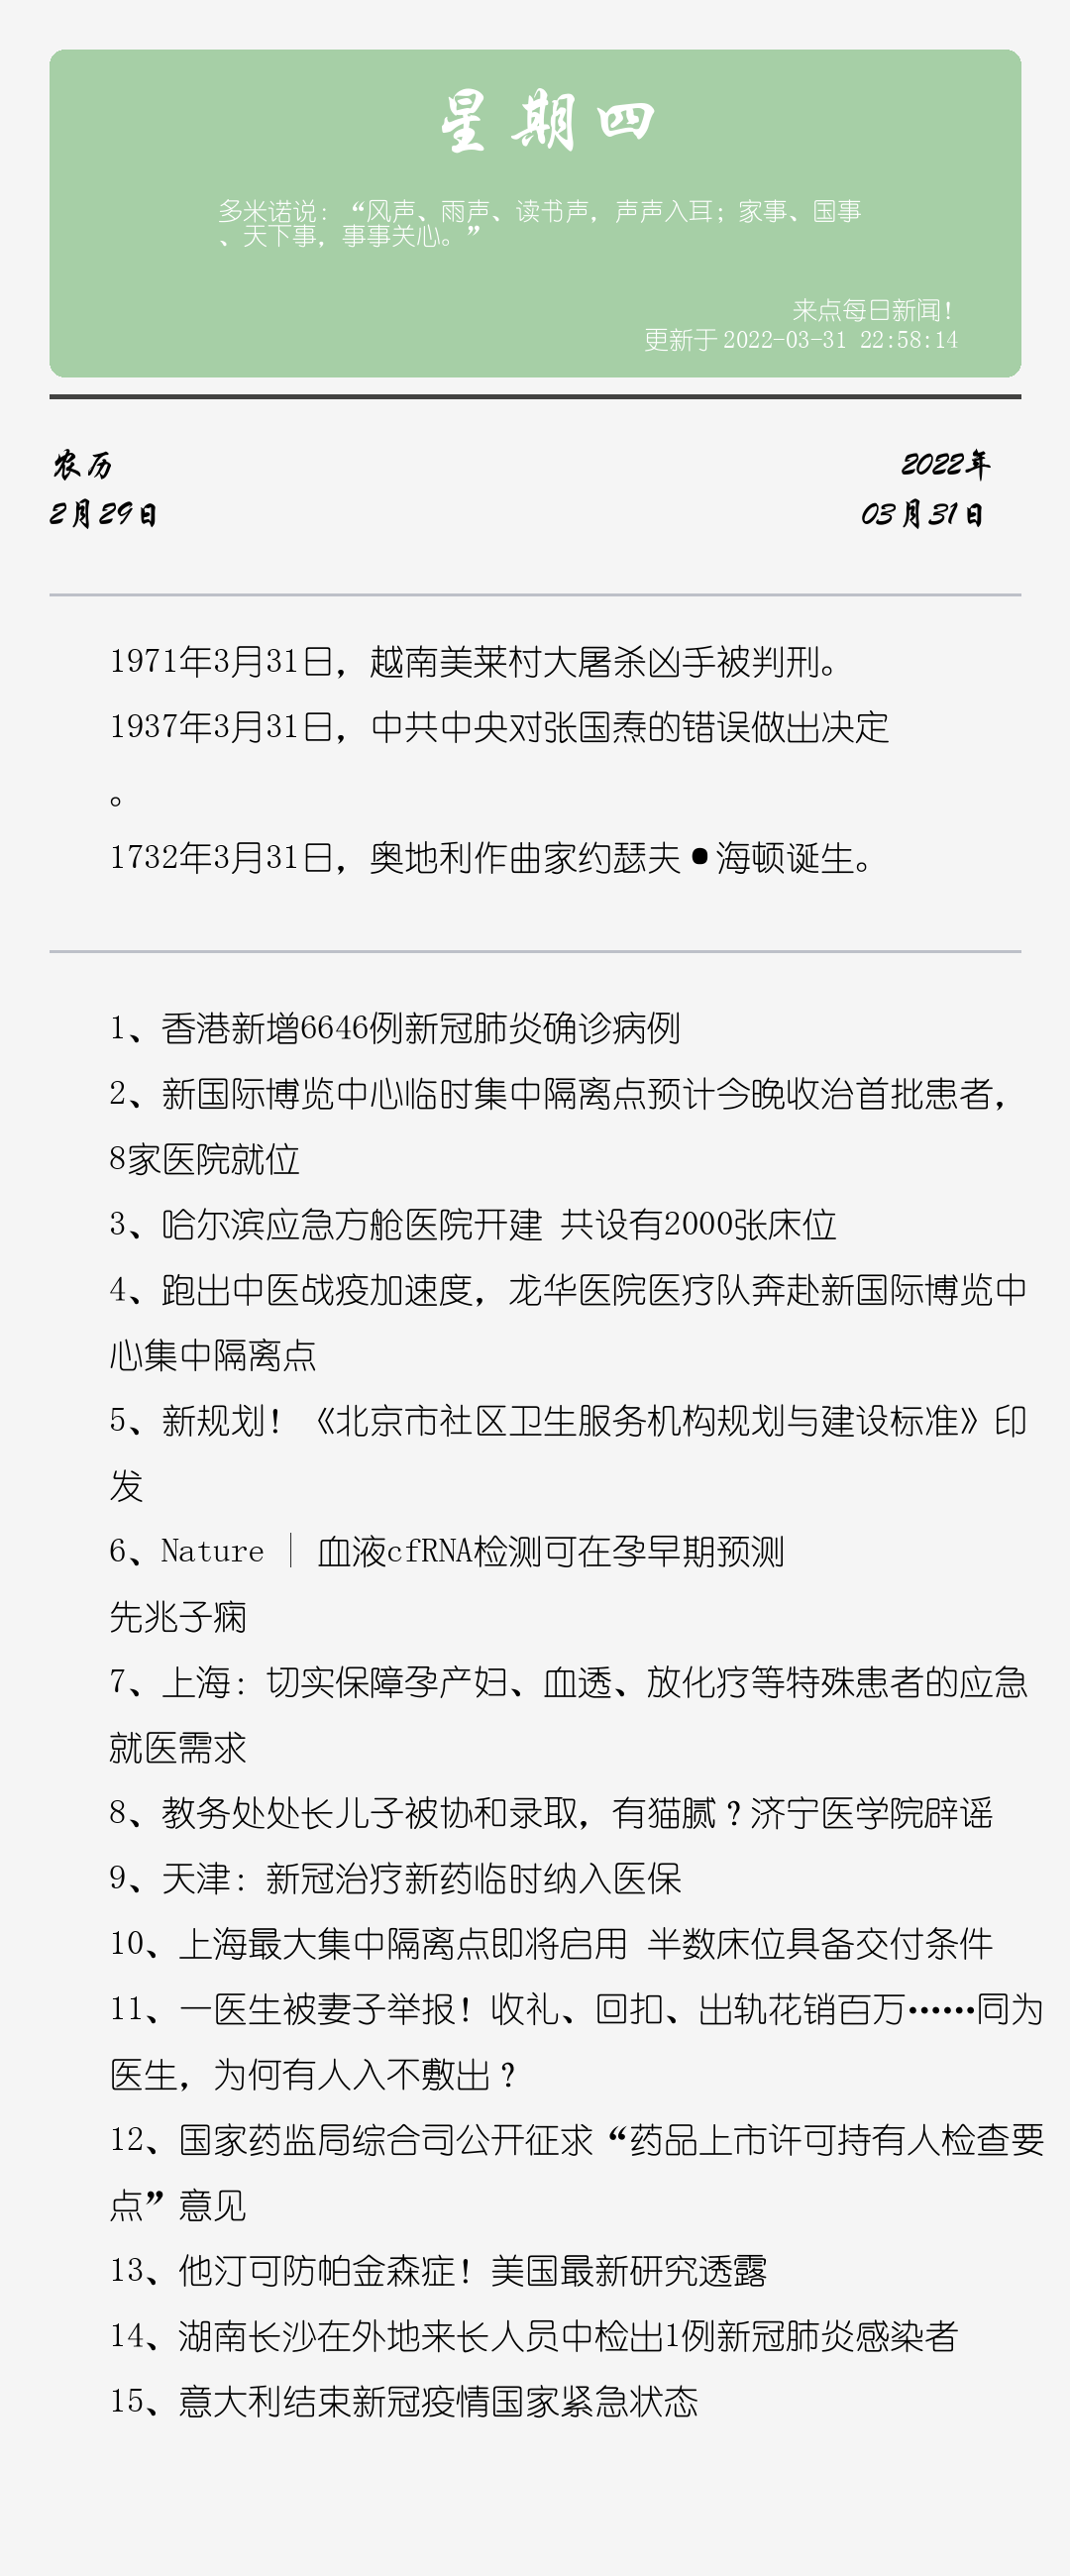 星期四
多米诺说：“风声、雨声、读书声，声声入耳；家事、国事
、天下事，事事关心。”
来点每日新闻！
更新于 2022-03-31 22:58:14
农历
2022年
2月29日
03月31日
1971年3月31日，越南美莱村大屠杀凶手被判刑。
1937年3月31日，中共中央对张国焘的错误做出决定
。
1732年3月31日，奥地利作曲家约瑟夫•海顿诞生。
1、香港新增6646例新冠肺炎确诊病例
2、新国际博览中心临时集中隔离点预计今晚收治首批患者，
8家医院就位
3、哈尔滨应急方舱医院开建 共设有2000张床位
4、跑出中医战疫加速度，龙华医院医疗队奔赴新国际博览中
心集中隔离点
5、新规划！《北京市社区卫生服务机构规划与建设标准》印
发
6、Nature | 血液cfRNA检测可在孕早期预测
先兆子痫
7、上海：切实保障孕产妇、血透、放化疗等特殊患者的应急
就医需求
8、教务处处长儿子被协和录取，有猫腻？济宁医学院辟谣
9、天津：新冠治疗新药临时纳入医保
10、上海最大集中隔离点即将启用 半数床位具备交付条件
11、一医生被妻子举报！收礼、回扣、出轨花销百万……同为
医生，为何有人入不敷出？
12、国家药监局综合司公开征求“药品上市许可持有人检查要
点”意见
13、他汀可防帕金森症！美国最新研究透露
14、湖南长沙在外地来长人员中检出1例新冠肺炎感染者
15、意大利结束新冠疫情国家紧急状态